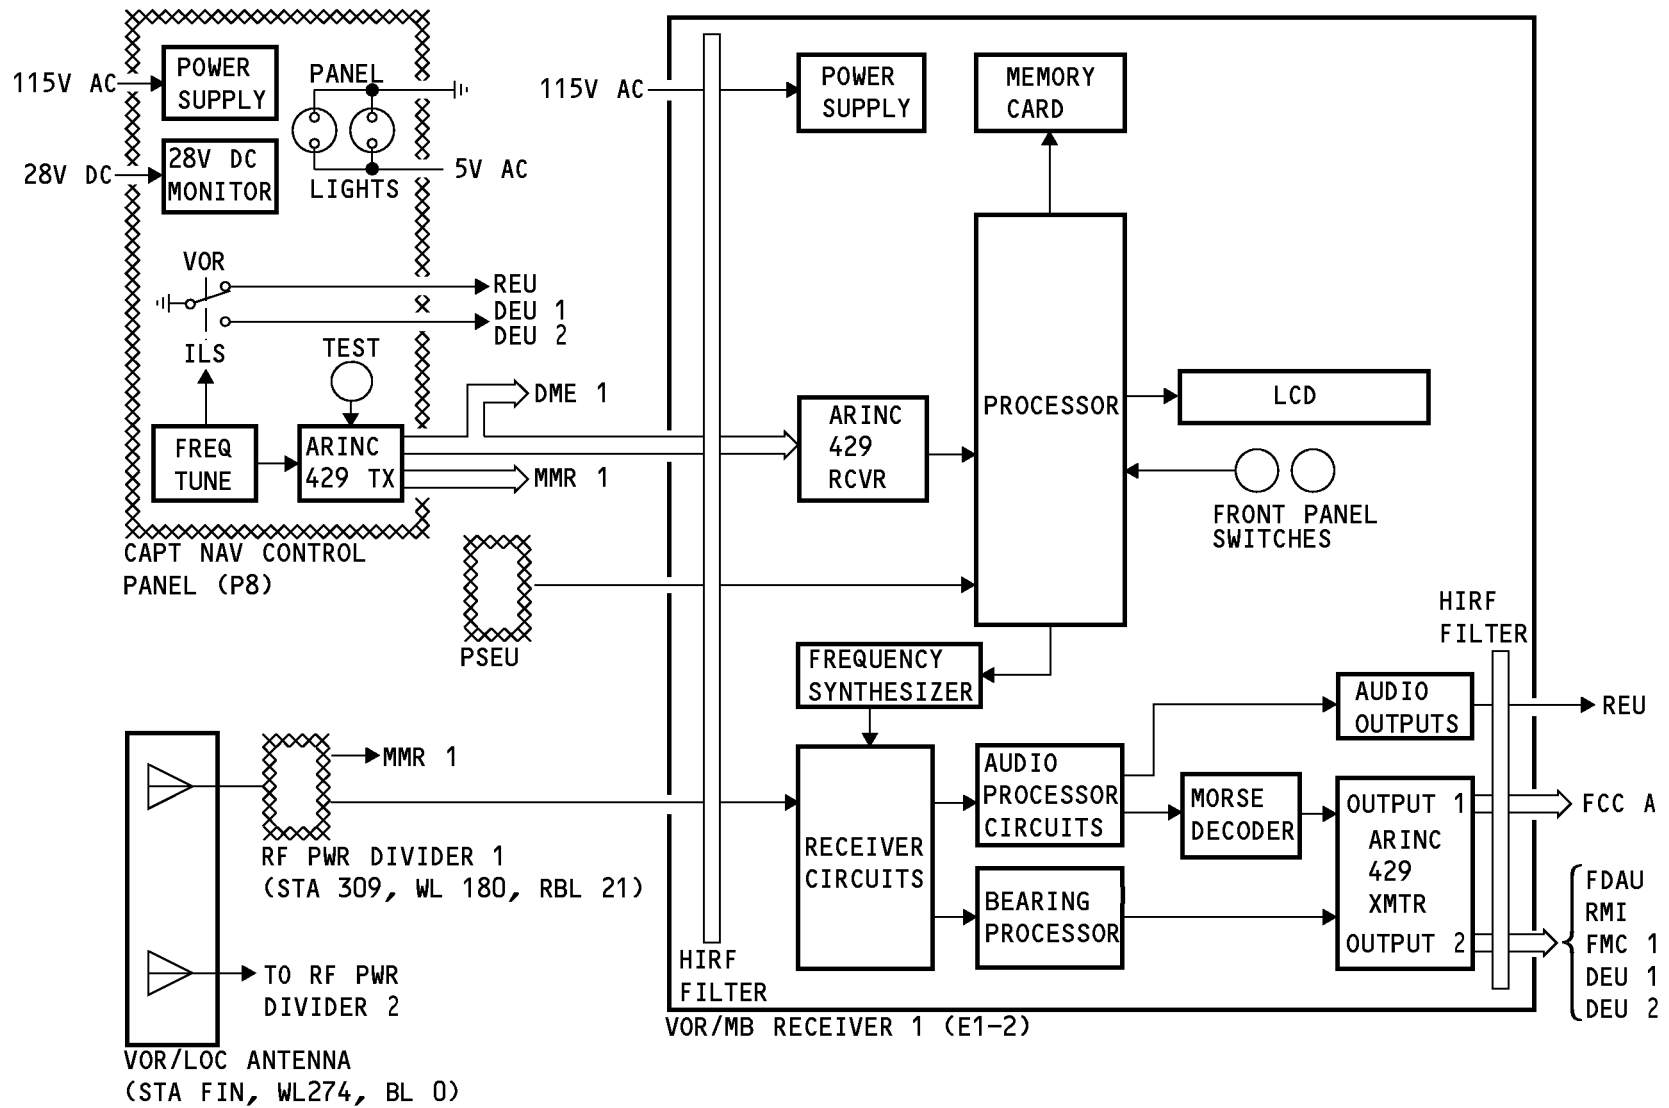 115V AC
POWER
SUPPLY
PANEL
LIGHTS
5V AC
28V DC
28V DC
MONITOR
VOR
ILS
REU
DEU 1
DEU 2
TEST
FREQ
TUNE
ARINC
429 TX
DME 1
MMR 1
CAPT NAV CONTROL
PANEL (P8)
PSEU
MMR 1
RF PWR DIVIDER 1
(STA 309, WL 180, RBL 21)
TO RF PWR
DIVIDER 2
VOR/LOC ANTENNA
(STA FIN, WL274, BL 0)
115V AC
POWER
SUPPLY
MEMORY
CARD
PROCESSOR
ARINC
429
RCVR
LCD
FRONT PANEL
SWITCHES
FREQUENCY
SYNTHESIZER
RECEIVER
CIRCUITS
AUDIO
PROCESSOR
CIRCUITS
BEARING
PROCESSOR
MORSE
DECODER
AUDIO
OUTPUTS
OUTPUT 1
ARINC
429
XMTR
OUTPUT 2
HIRF
FILTER
HIRF
FILTER
VOR/MB RECEIVER 1 (E1-2)
REU
FCC A
FDAU
RMI
FMC 1
DEU 1
DEU 2